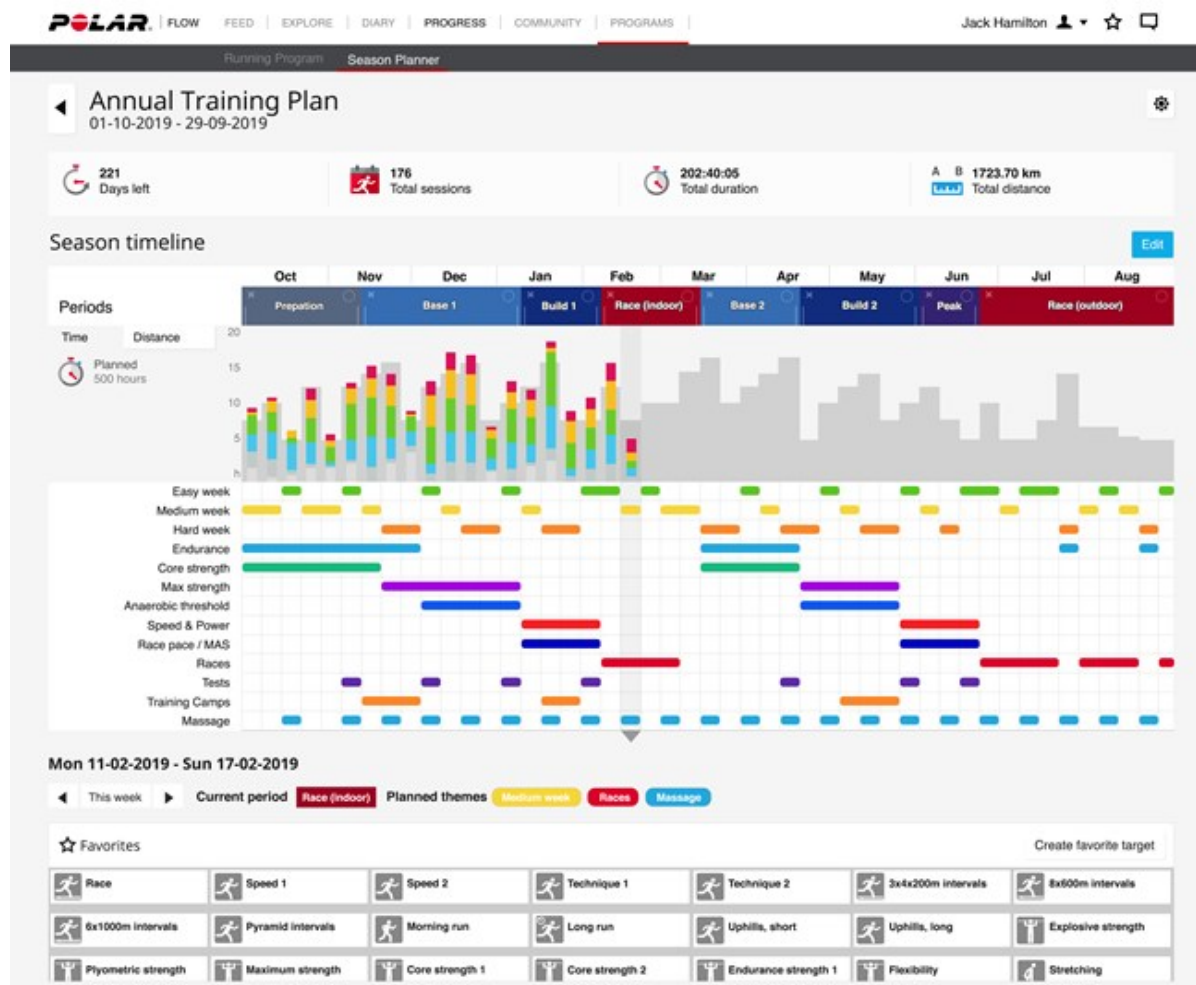 POLAR. FLOW FEED EXPLORE DIARY PROGRESS COMMUNITY PROGRAMS Jack Hamilton
Running Program Season Planner
Annual Training Plan
01-10-2019 - 29-09-2019
221 176 202:40:05 A B 1723.70 km
Days left Total sessions Total duration Total distance
Season timeline Edit
Oct Nov Dec Jan Feb Mar Apr May Jun Jul Aug
Periods Prepation Base 1 Build 1 Race (indoor) Base 2 Build 2 Peak Race (outdoor)
Time Distance 20
Planned 15
500 hours
10
5
h
Easy week
Medium week
Hard week
Endurance
Core strength
Max strength
Anaerobic threshold
Speed & Power
Race pace / MAS
Races
Tests
Training Camps
Massage
Mon 11-02-2019 - Sun 17-02-2019
This week Current period Race (indoor) Planned themes Medium week Races Massage
Favorites Create favorite target
Race Speed 1 Speed 2 Technique 1 Technique 2 3x4x200m intervals 8x600m intervals
6x1000m intervals Pyramid intervals Morning run Long run Uphills, short Uphills, long Explosive strength
Plyometric strength Maximum strength Core strength 1 Core strength 2 Endurance strength 1 Flexibility Stretching